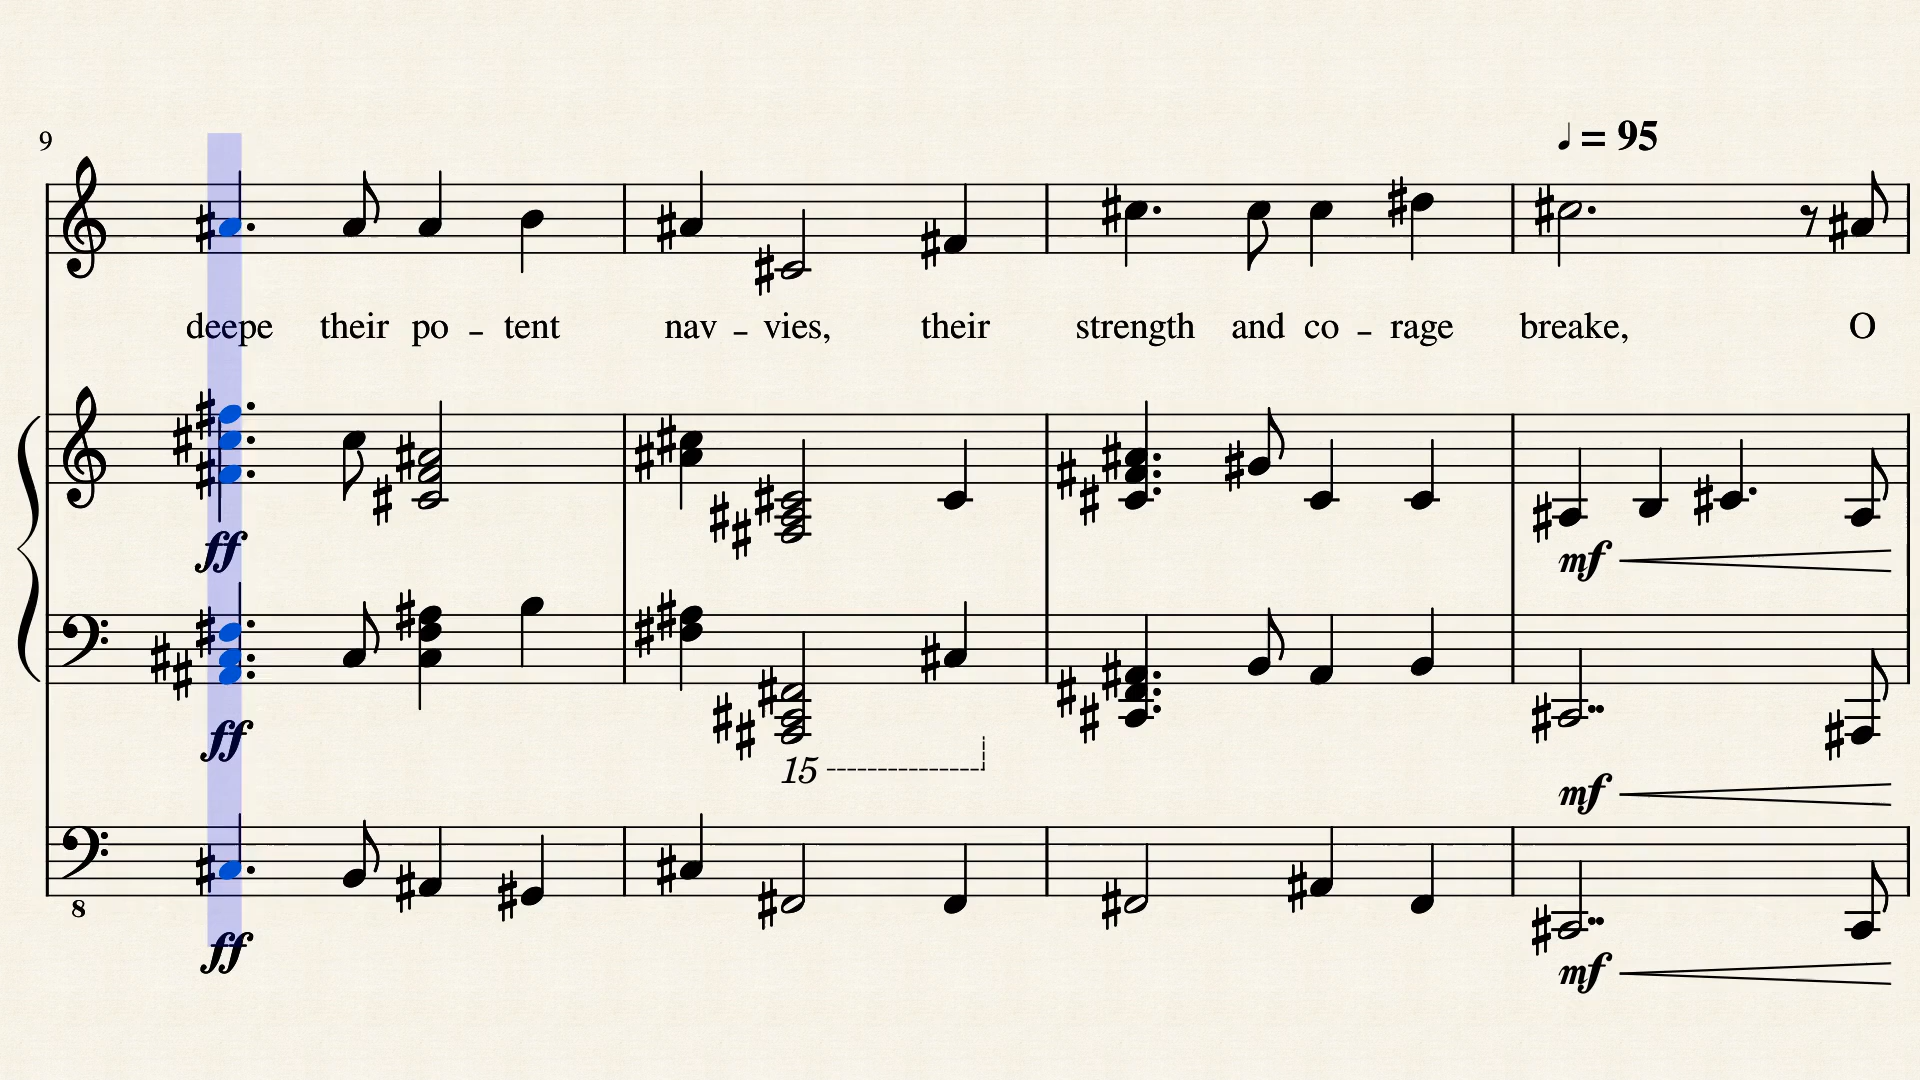 9
♩ = 95
deepe their po – tent nav – vies, their strength and co – rage breake, O
ff
mf
ff
15
mf
8
ff
mf